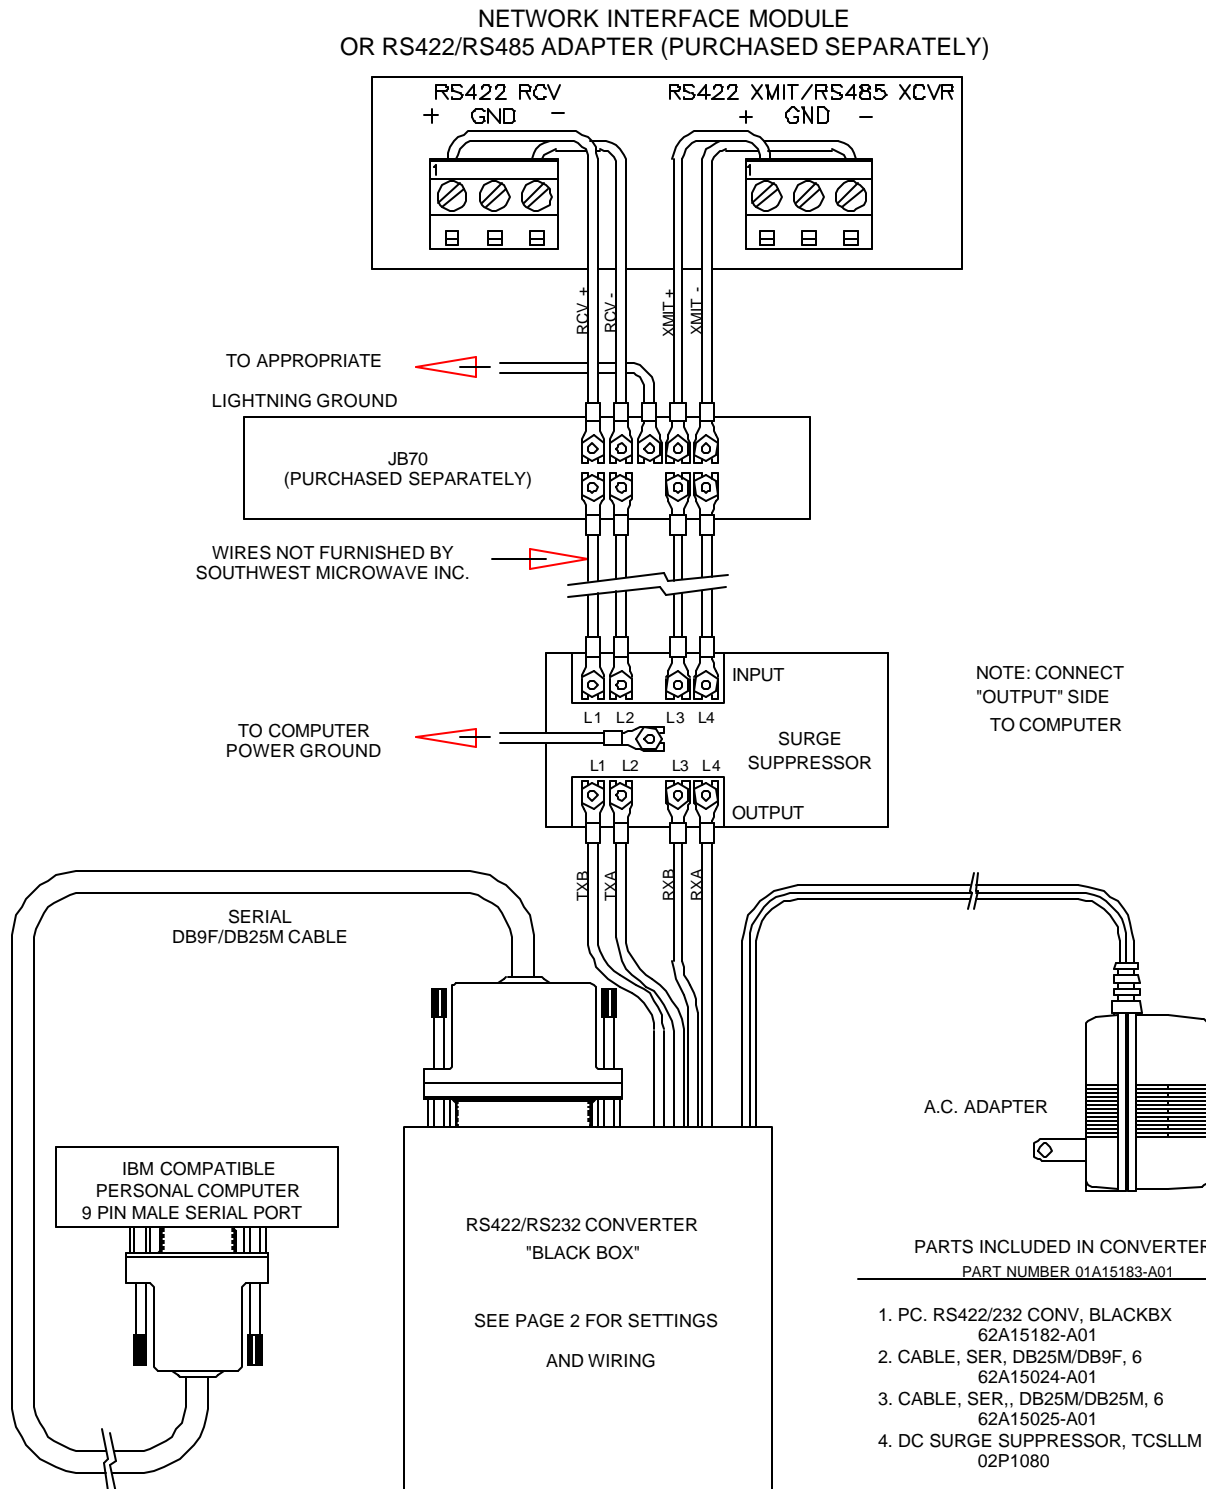 NETWORK INTERFACE MODULE
OR RS422/RS485 ADAPTER (PURCHASED SEPARATELY)
RS422 RCV
+ GND -
RS422 XMIT/RS485 XCVR
+ GND -
1
1
RCV +
RCV -
XMIT +
XMIT -
TO APPROPRIATE
LIGHTNING GROUND
JB70
(PURCHASED SEPARATELY)
WIRES NOT FURNISHED BY
SOUTHWEST MICROWAVE INC.
INPUT
L1 L2 L3 L4
NOTE: CONNECT
"OUTPUT" SIDE
TO COMPUTER
TO COMPUTER
POWER GROUND
SURGE
SUPPRESSOR
L1 L2 L3 L4
OUTPUT
TXB
TXA
RXB
RXA
SERIAL
DB9F/DB25M CABLE
A.C. ADAPTER
IBM COMPATIBLE
PERSONAL COMPUTER
9 PIN MALE SERIAL PORT
RS422/RS232 CONVERTER
"BLACK BOX"
SEE PAGE 2 FOR SETTINGS
AND WIRING
PARTS INCLUDED IN CONVERTER
PART NUMBER 01A15183-A01
1. PC. RS422/232 CONV, BLACKBX
62A15182-A01
2. CABLE, SER, DB25M/DB9F, 6
62A15024-A01
3. CABLE, SER,, DB25M/DB25M, 6
62A15025-A01
4. DC SURGE SUPPRESSOR, TCSLLM
02P1080